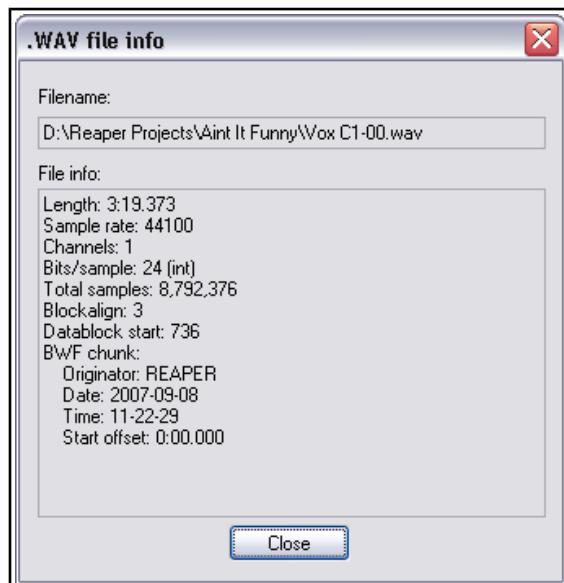 .WAV file info
Filename:
D:\Reaper Projects\Aint It Funny\Vox C1-00.wav
File info:
Length: 3:19.373
Sample rate: 44100
Channels: 1
Bits/sample: 24 (int)
Total samples: 8,792,376
Blockalign: 3
Datablock start: 736
BWF chunk:
Originator: REAPER
Date: 2007-09-08
Time: 11-22-29
Start offset: 0:00.000
Close